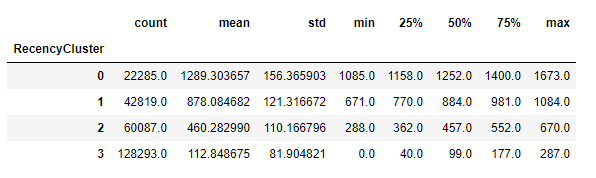 count mean std min 25% 50% 75% max
RecencyCluster
0 22285.0 1289.303657 156.365903 1085.0 1158.0 1252.0 1400.0 1673.0
1 42819.0 878.084682 121.316672 671.0 770.0 884.0 981.0 1084.0
2 60087.0 460.282990 110.166796 288.0 362.0 457.0 552.0 670.0
3 128293.0 112.848675 81.904821 0.0 40.0 99.0 177.0 287.0